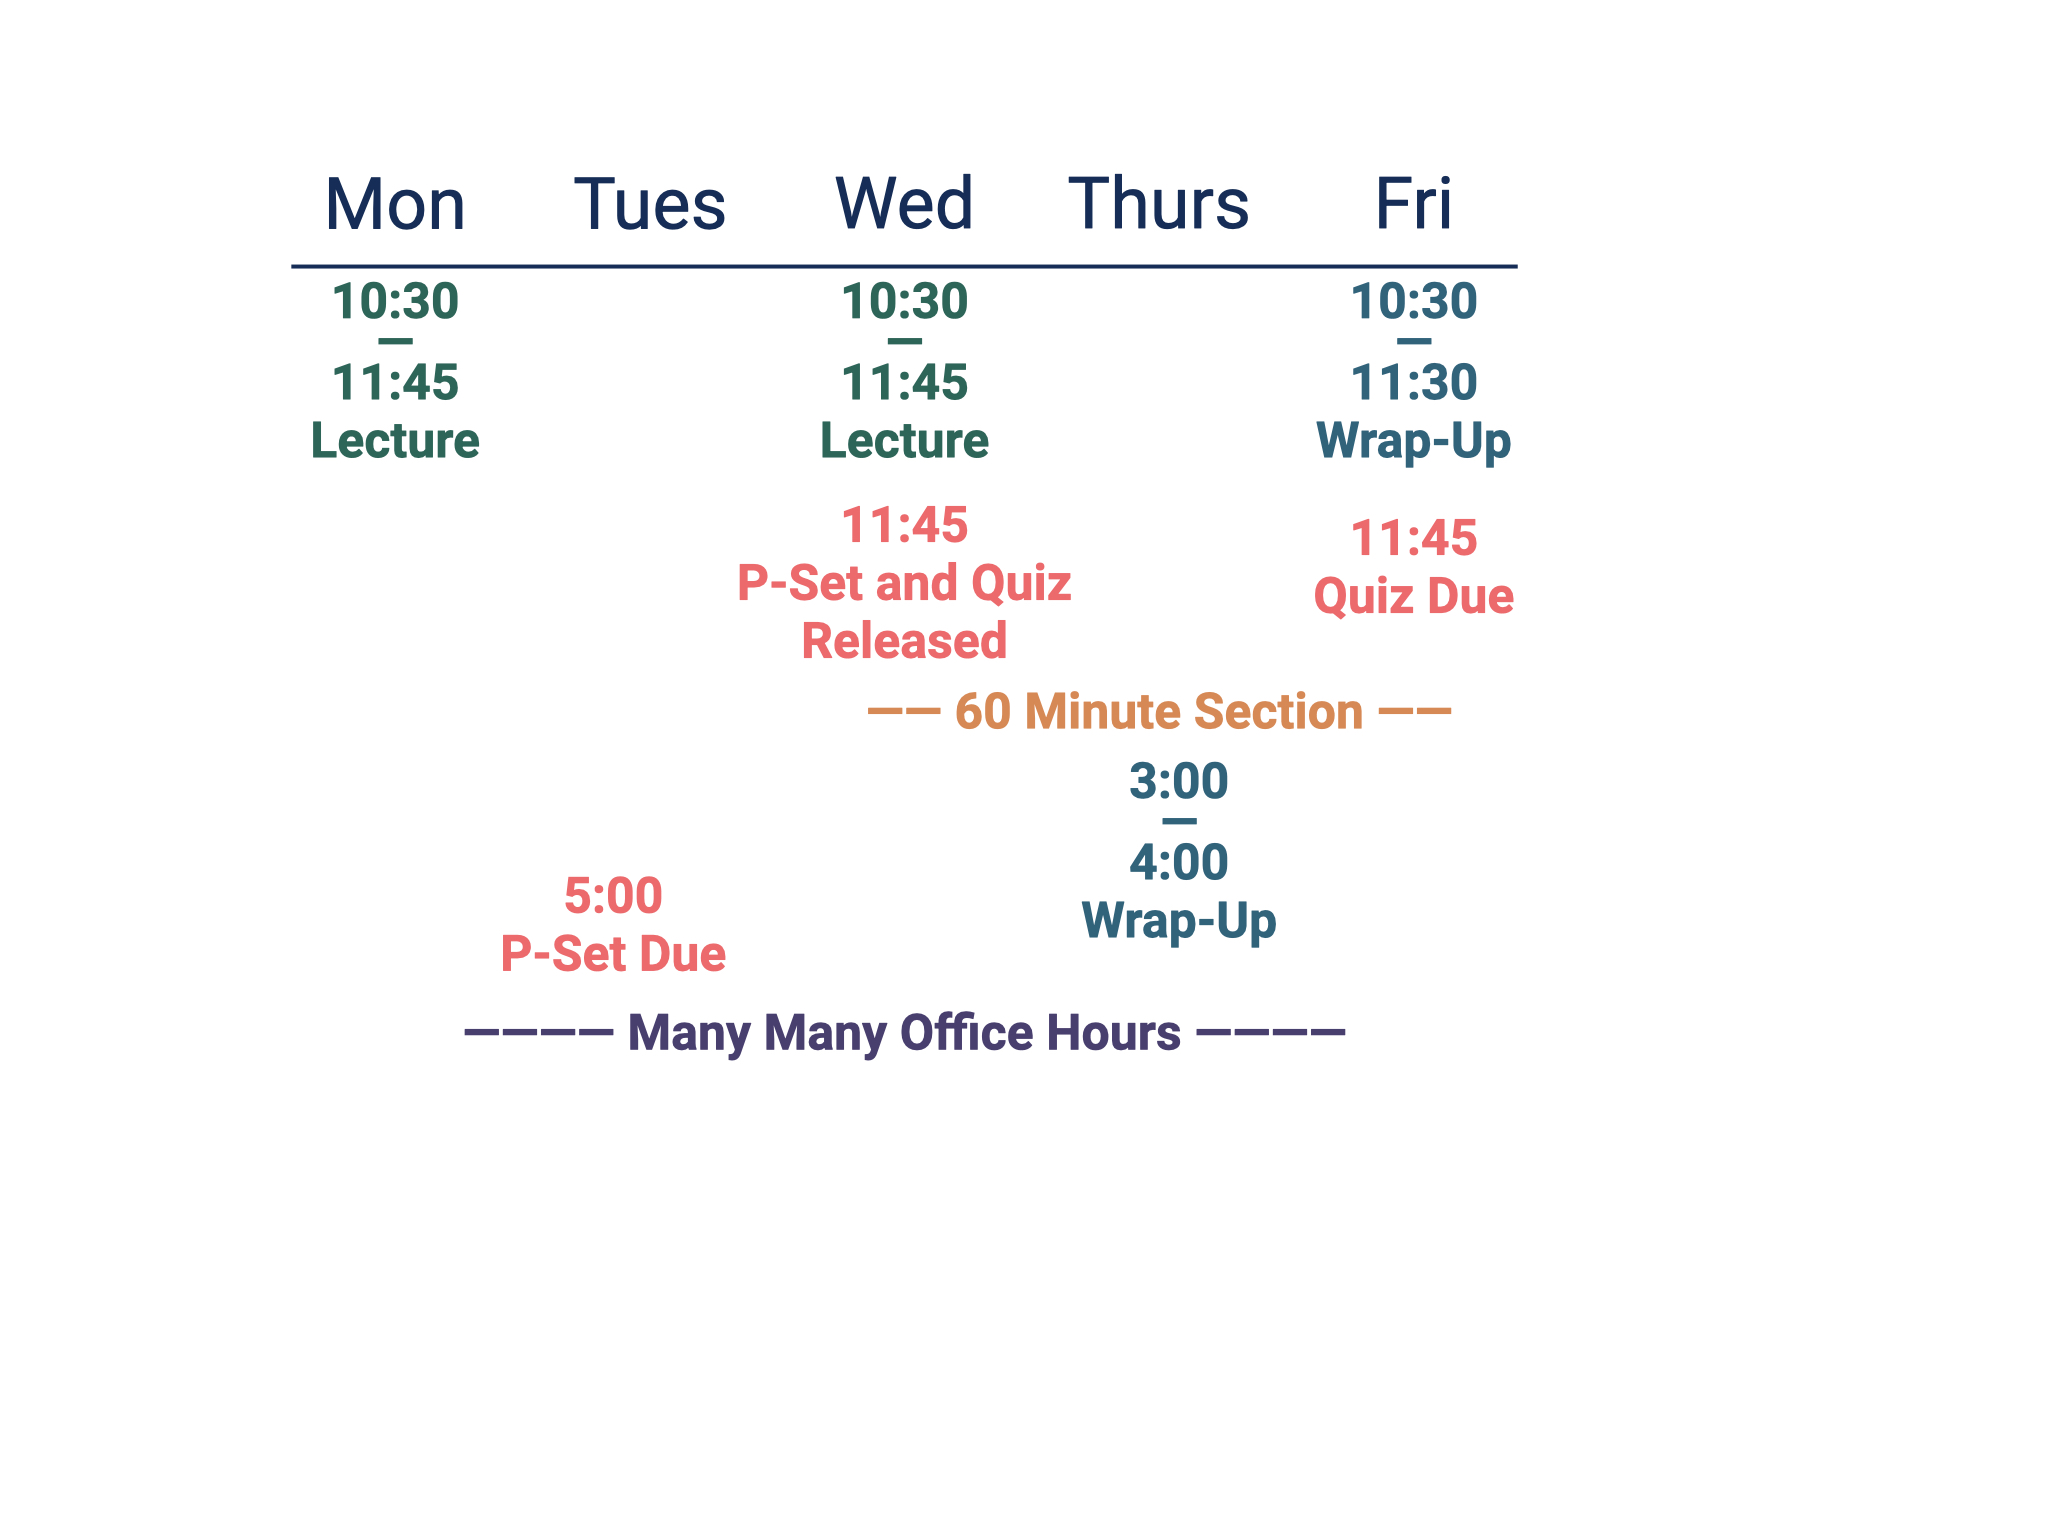 Mon Tues Wed Thurs Fri
10:30 10:30 10:30
— — —
11:45 11:45 11:30
Lecture Lecture Wrap-Up
11:45 11:45
P-Set and Quiz Quiz Due
Released
—— 60 Minute Section ——
3:00
—
4:00
5:00 Wrap-Up
P-Set Due
———— Many Many Office Hours ————